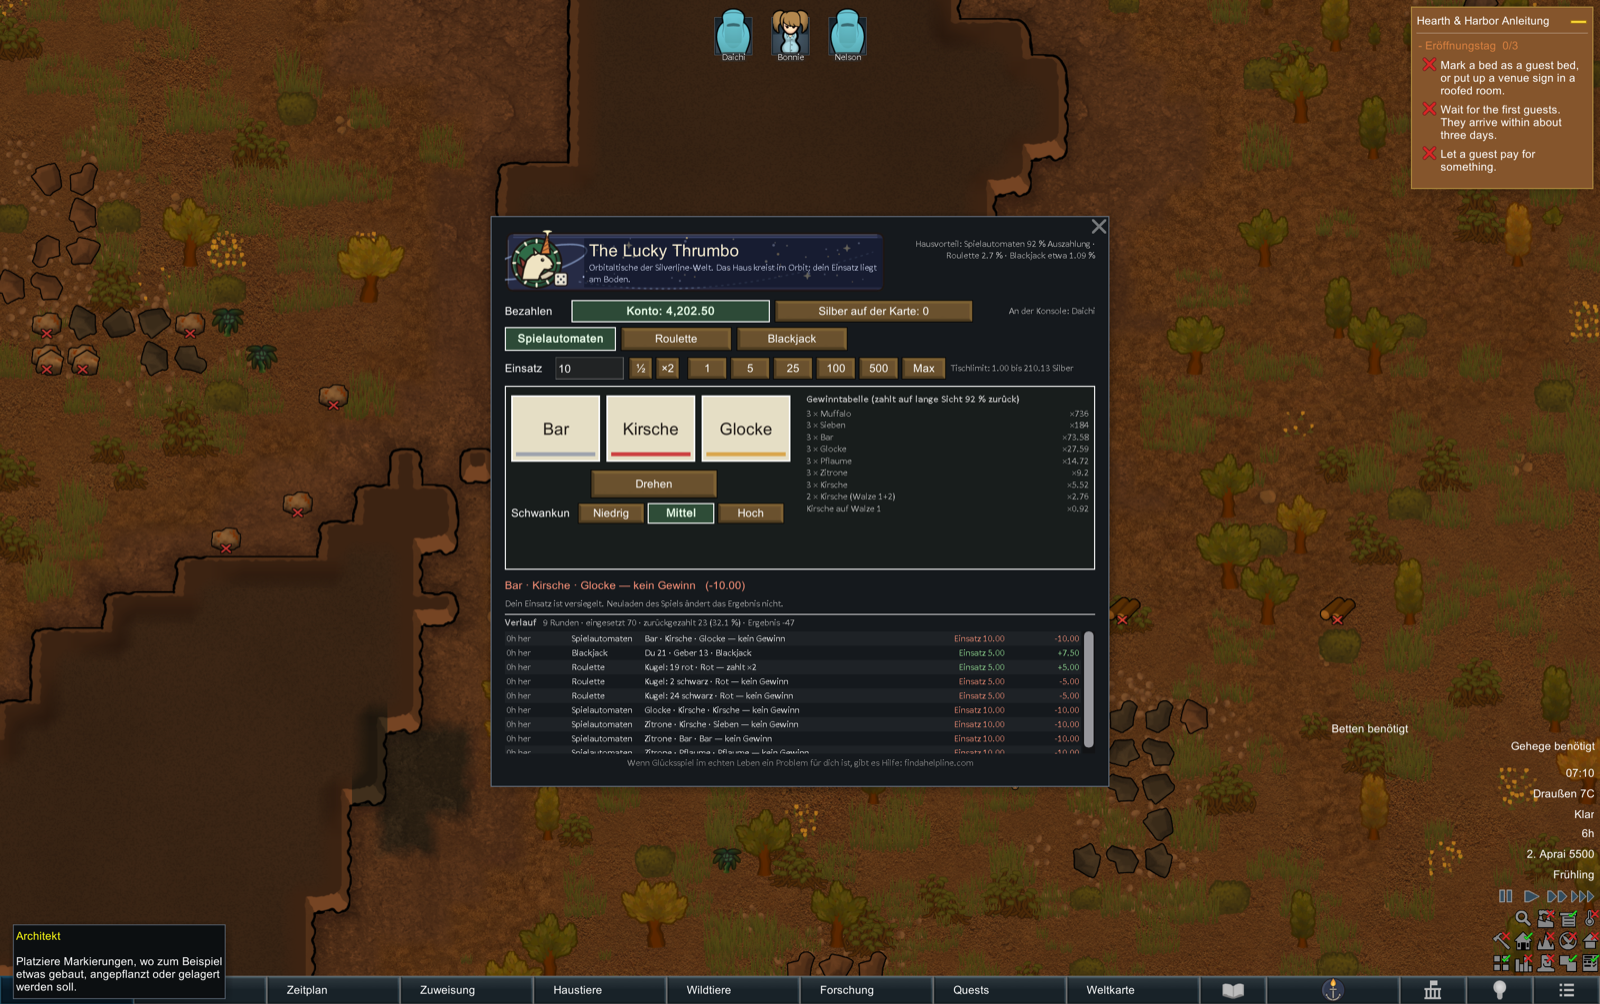 Daichi
Bonnie
Nelson
Hearth & Harbor Anleitung
- Eröffnungstag 0/3
Mark a bed as a guest bed,
or put up a venue sign in a
roofed room.
Wait for the first guests.
They arrive within about
three days.
Let a guest pay for
something.
The Lucky Thrumbo
Orbitaltische der Silverline-Welt. Das Haus kreist im Orbit; dein Einsatz liegt
am Boden.
Hausvorteil: Spielautomaten 92 % Auszahlung ·
Roulette 2.7 % · Blackjack etwa 1.09 %
Bezahlen
Konto: 4,202.50
Silber auf der Karte: 0
An der Konsole: Daichi
Spielautomaten
Roulette
Blackjack
Einsatz
10
½
×2
1
5
25
100
500
Max
Tischlimit: 1.00 bis 210.13 Silber
Bar
Kirsche
Glocke
Drehen
Schwankun
Niedrig
Mittel
Hoch
Gewinntabelle (zahlt auf lange Sicht 92 % zurück)
3 × Muffalo ×736
3 × Sieben ×184
3 × Bar ×73.58
3 × Glocke ×27.59
3 × Pflaume ×14.72
3 × Zitrone ×9.2
3 × Kirsche ×5.52
2 × Kirsche (Walze 1+2) ×2.76
Kirsche auf Walze 1 ×0.92
Bar · Kirsche · Glocke — kein Gewinn (-10.00)
Dein Einsatz ist versiegelt. Neuladen des Spiels ändert das Ergebnis nicht.
Verlauf 9 Runden · eingesetzt 70 · zurückgezahlt 23 (32.1 %) · Ergebnis -47
0h her Spielautomaten Bar · Kirsche · Glocke — kein Gewinn Einsatz 10.00 -10.00
0h her Blackjack Du 21 · Geber 13 · Blackjack Einsatz 5.00 +7.50
0h her Roulette Kugel: 19 rot · Rot — zahlt ×2 Einsatz 5.00 +5.00
0h her Roulette Kugel: 2 schwarz · Rot — kein Gewinn Einsatz 5.00 -5.00
0h her Roulette Kugel: 24 schwarz · Rot — kein Gewinn Einsatz 5.00 -5.00
0h her Spielautomaten Glocke · Kirsche · Kirsche — kein Gewinn Einsatz 10.00 -10.00
0h her Spielautomaten Zitrone · Kirsche · Sieben — kein Gewinn Einsatz 10.00 -10.00
0h her Spielautomaten Zitrone · Bar · Bar — kein Gewinn Einsatz 10.00 -10.00
0h her Spielautomaten Zitrone · Pflaume · Pflaume — kein Gewinn Einsatz 10.00 -10.00
Wenn Glücksspiel im echten Leben ein Problem für dich ist, gibt es Hilfe: findahelpline.com
Betten benötigt
Gehege benötigt
07:10
Draußen 7C
Klar
6h
2. Aprai 5500
Frühling
Architekt
Platziere Markierungen, wo zum Beispiel
etwas gebaut, angepflanzt oder gelagert
werden soll.
Zeitplan
Zuweisung
Haustiere
Wildtiere
Forschung
Quests
Weltkarte